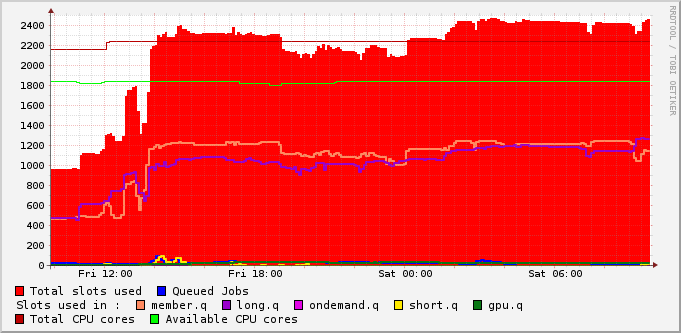 RRDTOOL / TOBI OETIKER
2400
2200
2000
1800
1600
1400
1200
1000
800
600
400
200
0
Fri 12:00 Fri 18:00 Sat 00:00 Sat 06:00
Total slots used Queued Jobs
Slots used in : member.q long.q ondemand.q short.q gpu.q
Total CPU cores Available CPU cores